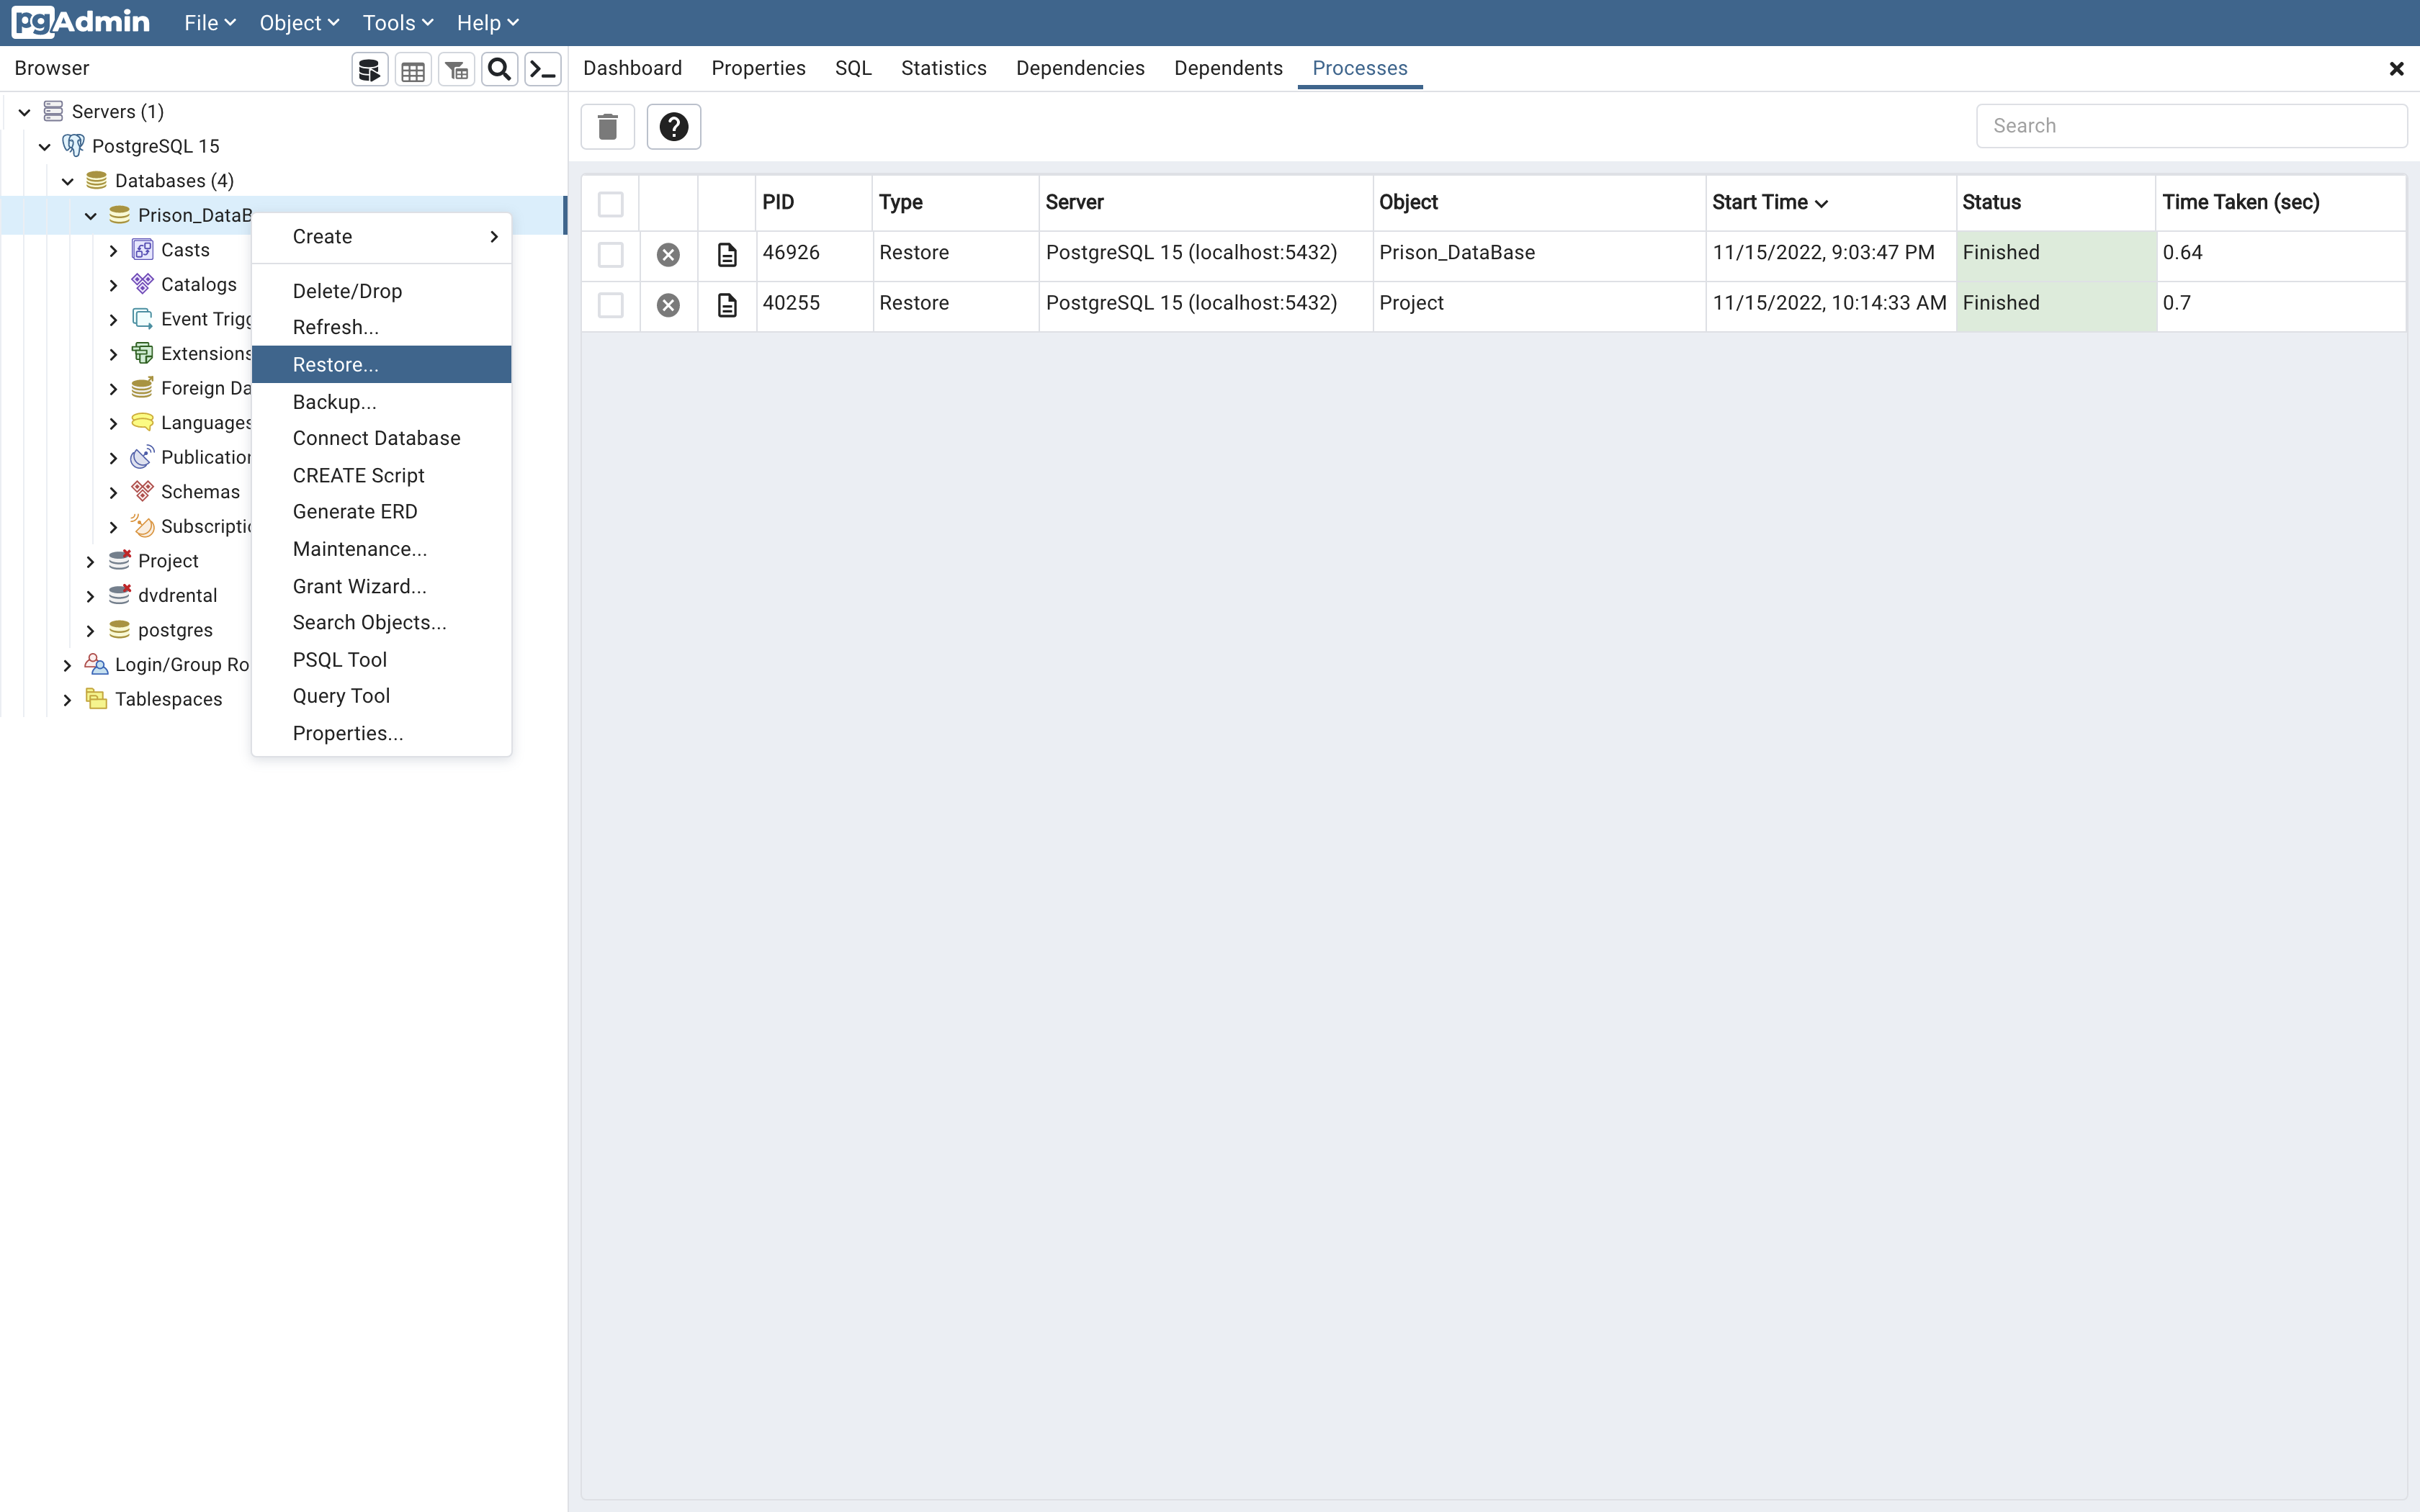 pgAdmin File Object Tools Help
Browser
Dashboard Properties SQL Statistics Dependencies Dependents Processes
Servers (1)
PostgreSQL 15
Databases (4)
Prison_DataB
Casts
Catalogs
Event Trigg
Extensions
Foreign Da
Languages
Publication
Schemas
Subscriptio
Project
dvdrental
postgres
Login/Group Ro
Tablespaces
Create
Delete/Drop
Refresh...
Restore...
Backup...
Connect Database
CREATE Script
Generate ERD
Maintenance...
Grant Wizard...
Search Objects...
PSQL Tool
Query Tool
Properties...
Search
PID Type Server Object Start Time Status Time Taken (sec)
46926 Restore PostgreSQL 15 (localhost:5432) Prison_DataBase 11/15/2022, 9:03:47 PM Finished 0.64
40255 Restore PostgreSQL 15 (localhost:5432) Project 11/15/2022, 10:14:33 AM Finished 0.7